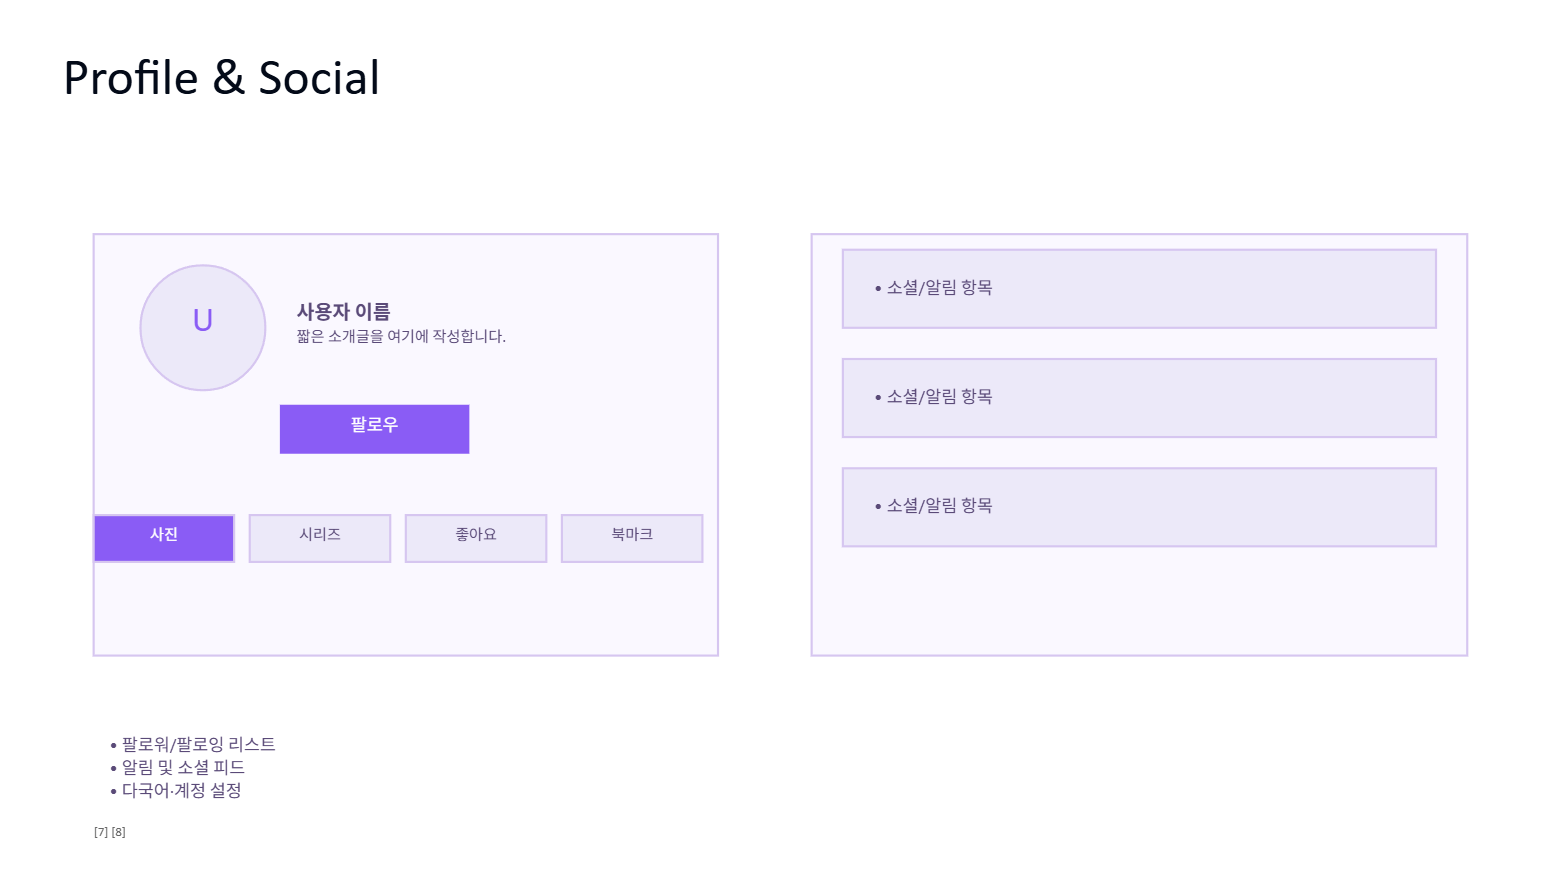 Profile & Social
U
사용자 이름
짧은 소개글을 여기에 작성합니다.
팔로우
사진
시리즈
좋아요
북마크
• 소셜/알림 항목
• 소셜/알림 항목
• 소셜/알림 항목
• 팔로워/팔로잉 리스트
• 알림 및 소셜 피드
• 다국어·계정 설정
[7] [8]